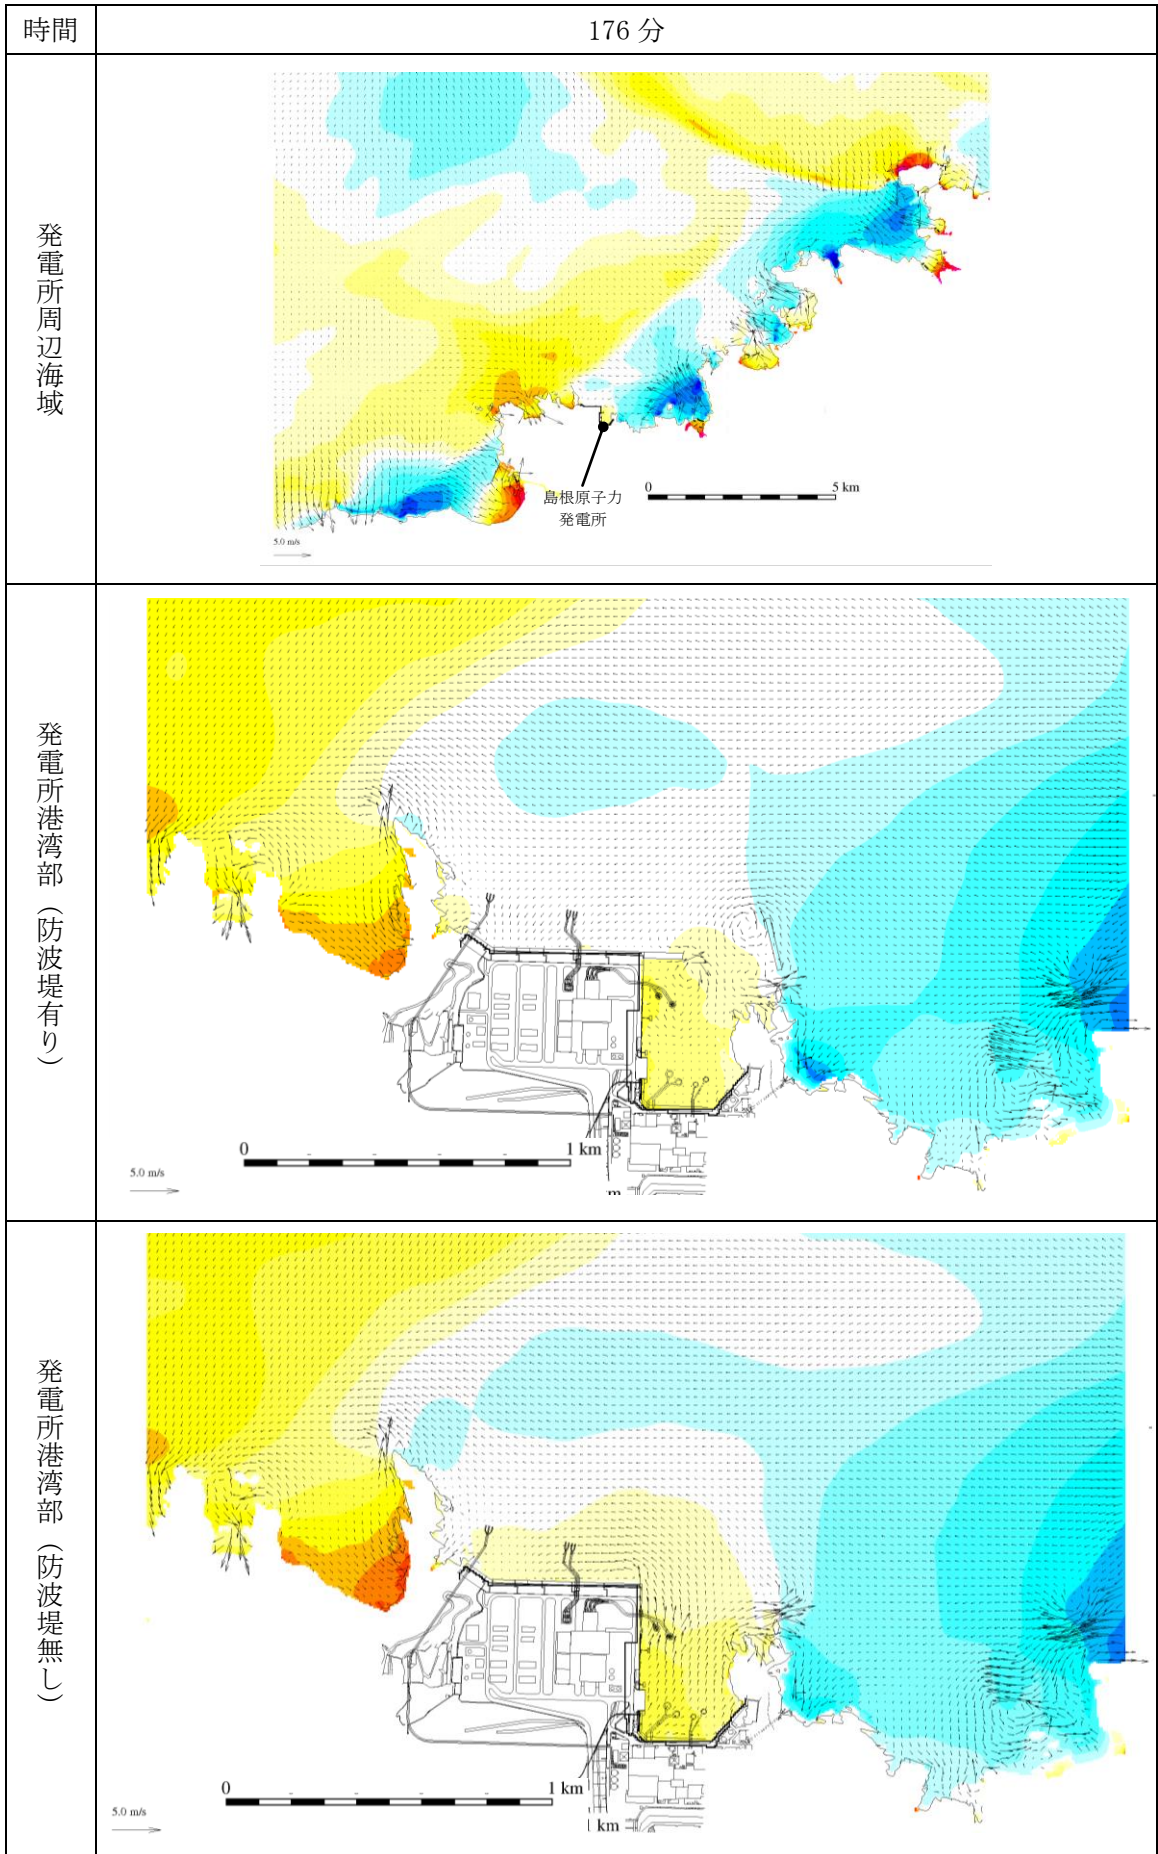 時間
176 分
発電所周辺海域
島根原子力
発電所
0
5 km
5.0 m/s
発電所港湾部（防波堤有り）
0
1 km
5.0 m/s
m
発電所港湾部（防波堤無し）
0
1 km
5.0 m/s
km